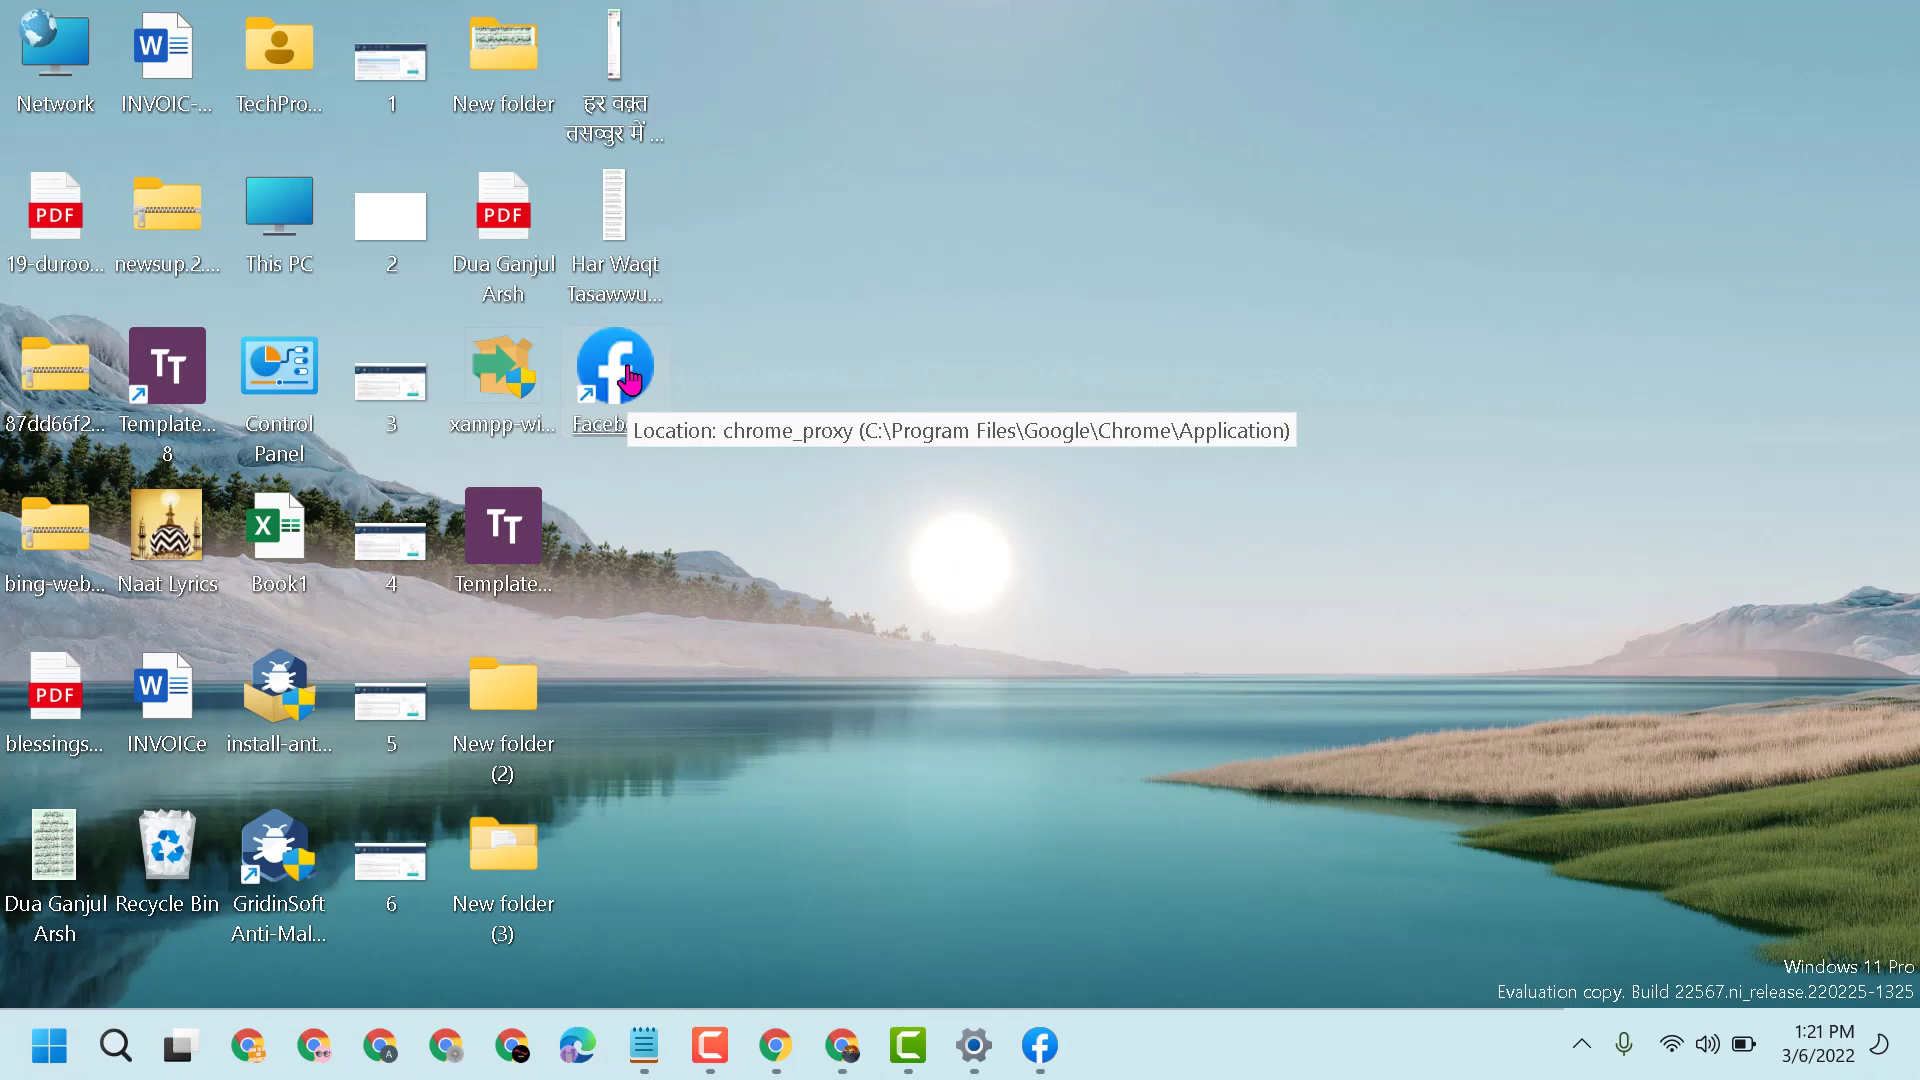 Network
INVOIC-...
TechPro...
1
New folder
हर वक़्त
तसव्वुर में ...
PDF
19-duroo...
newsup.2....
This PC
2
PDF
Dua Ganjul
Arsh
Har Waqt
Tasawwu...
87dd66f2...
Template...
8
Control
Panel
3
xampp-wi...
Facebo
Location: chrome_proxy (C:\Program Files\Google\Chrome\Application)
bing-web...
Naat Lyrics
Book1
4
Template...
PDF
blessings...
INVOICe
install-ant...
5
New folder
(2)
Dua Ganjul
Arsh
Recycle Bin
GridinSoft
Anti-Mal...
6
New folder
(3)
Windows 11 Pro
Evaluation copy. Build 22567.ni_release.220225-1325
1:21 PM
3/6/2022